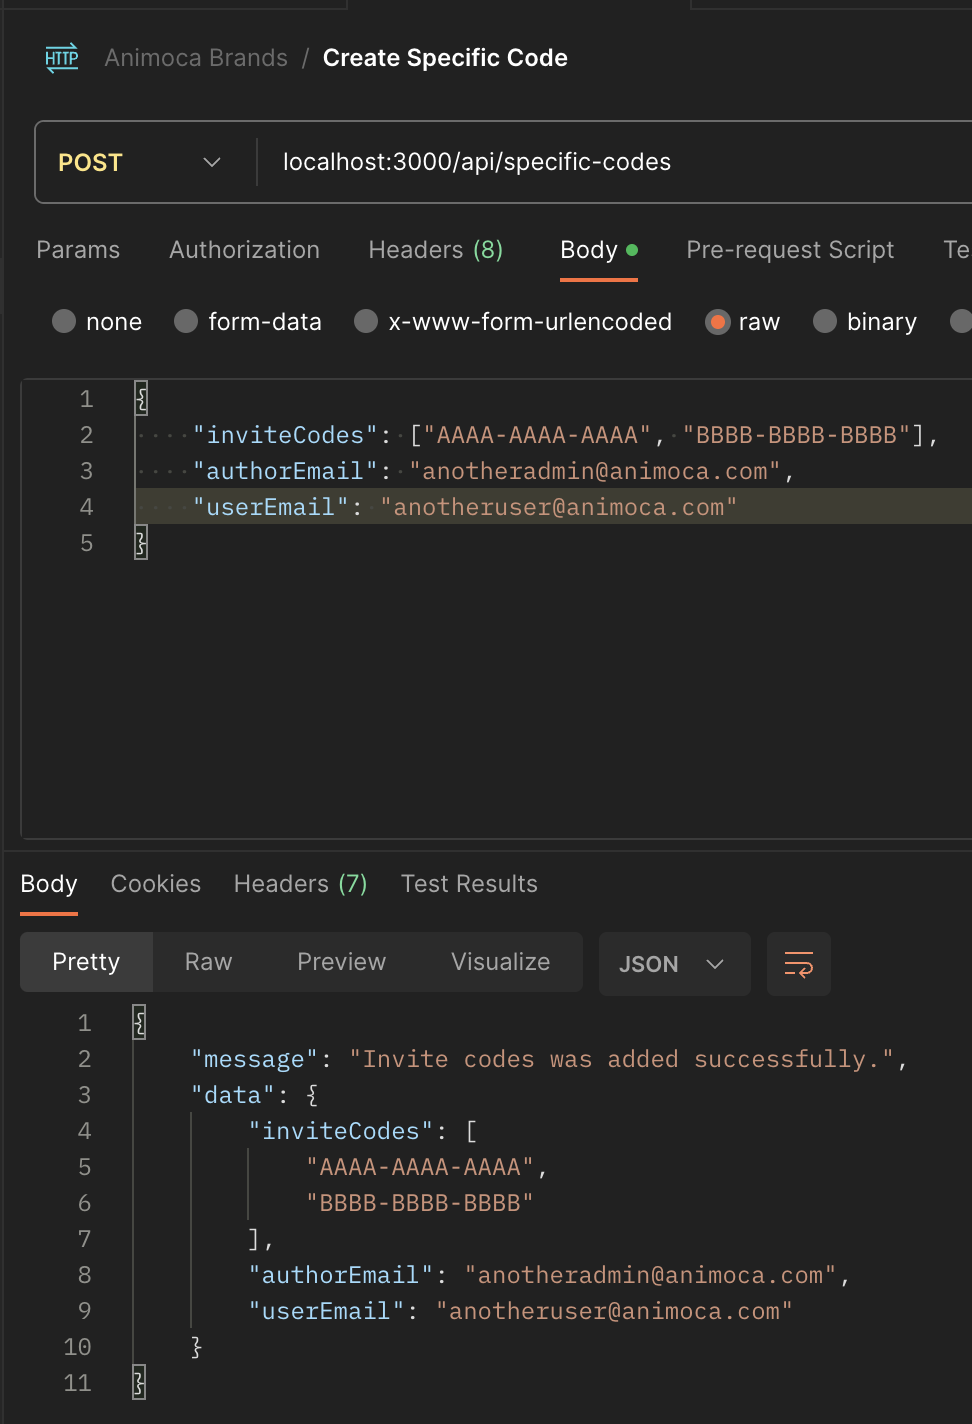 HTTP Animoca Brands / Create Specific Code
POST localhost:3000/api/specific-codes
Params Authorization Headers (8) Body Pre-request Script Te
none form-data x-www-form-urlencoded raw binary
1 {
2 "inviteCodes": ["AAAA-AAAA-AAAA", "BBBB-BBBB-BBBB"],
3 "authorEmail": "anotheradmin@animoca.com",
4 "userEmail": "anotheruser@animoca.com"
5 }
Body Cookies Headers (7) Test Results
Pretty Raw Preview Visualize JSON
1 {
2 "message": "Invite codes was added successfully.",
3 "data": {
4 "inviteCodes": [
5 "AAAA-AAAA-AAAA",
6 "BBBB-BBBB-BBBB"
7 ],
8 "authorEmail": "anotheradmin@animoca.com",
9 "userEmail": "anotheruser@animoca.com"
10 }
11 }